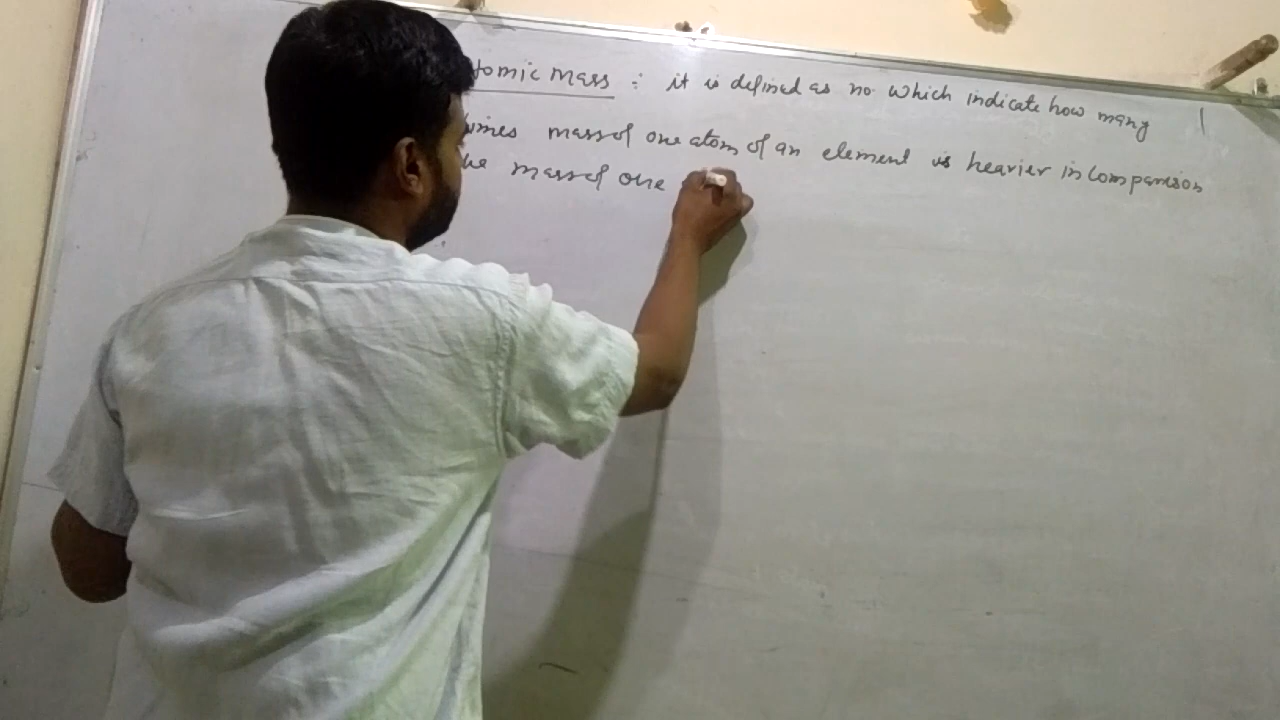 tomic Mass : it is defined as no. which indicate how many
times mass of one atom of an element is heavier in comparison
he mass of one